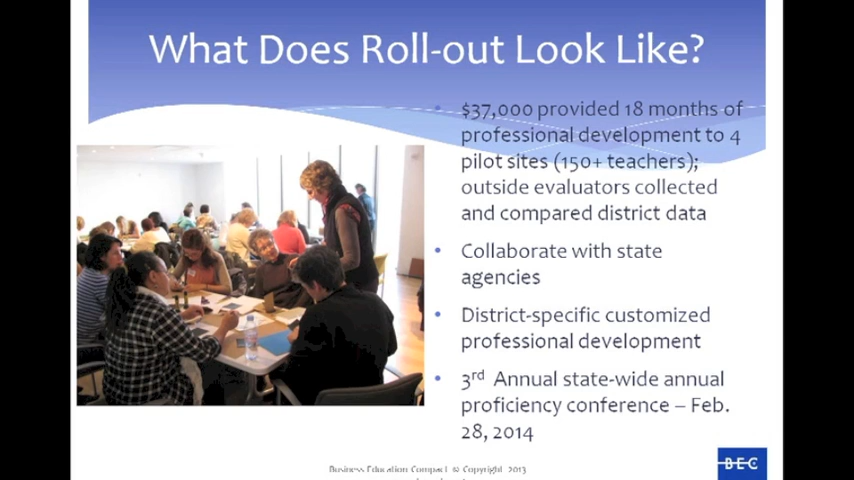 What Does Roll-out Look Like?
$37,000 provided 18 months of
professional development to 4
pilot sites (150+ teachers);
outside evaluators collected
and compared district data
Collaborate with state
agencies
District-specific customized
professional development
3rd Annual state-wide annual
proficiency conference – Feb.
28, 2014
Business Education Compact © Copyright 2013
BEC